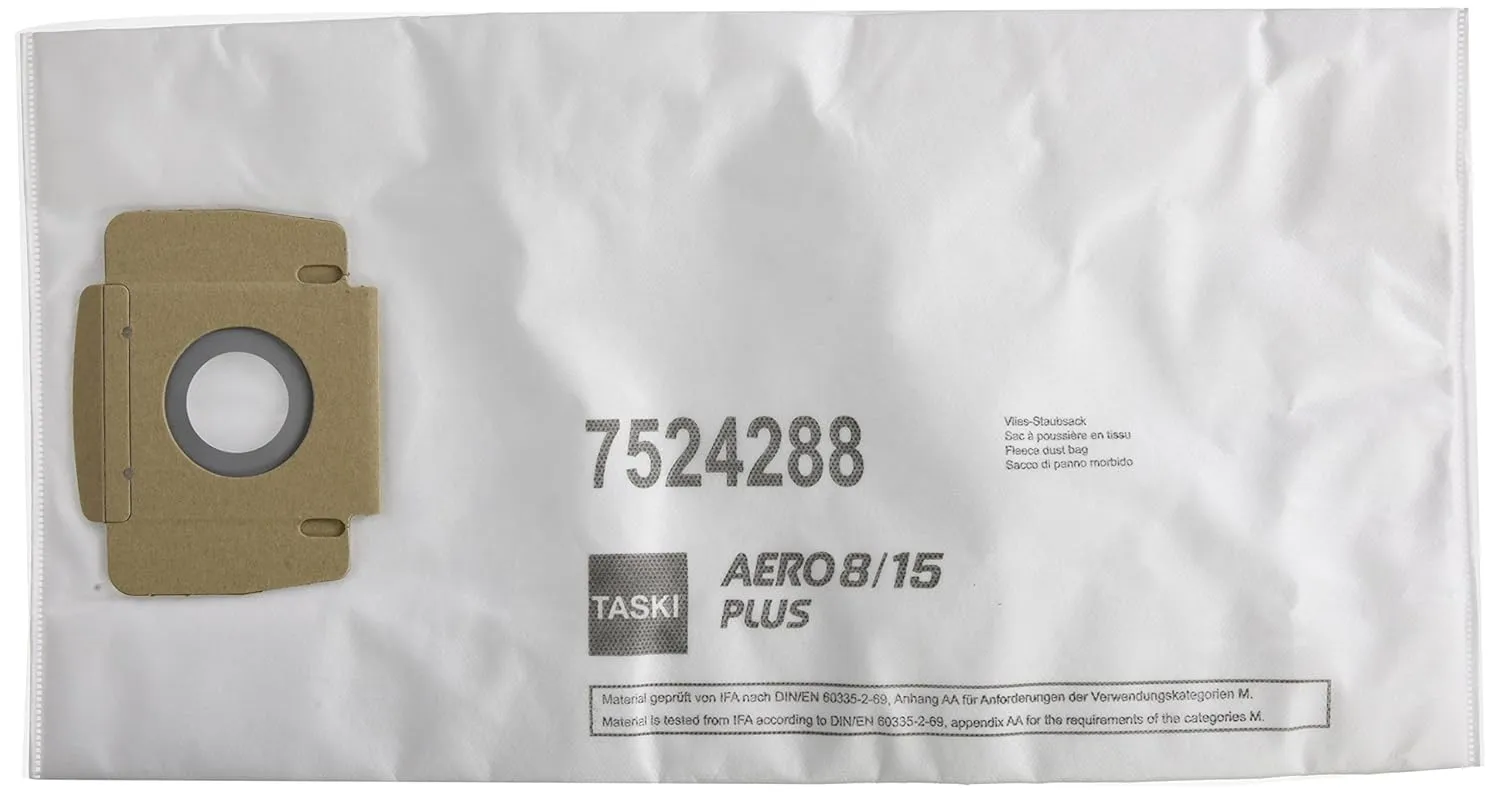 7524288
Vlies-Staubsack
Sac à poussière en tissu
Fleece dust bag
Sacco di panno morbido
TASKI
AERO 8/15
PLUS
Material geprüft von IFA nach DIN/EN 60335-2-69, Anhang AA für Anforderungen der Verwendungskategorien M.
Material is tested from IFA according to DIN/EN 60335-2-69, appendix AA for the requirements of the categories M.